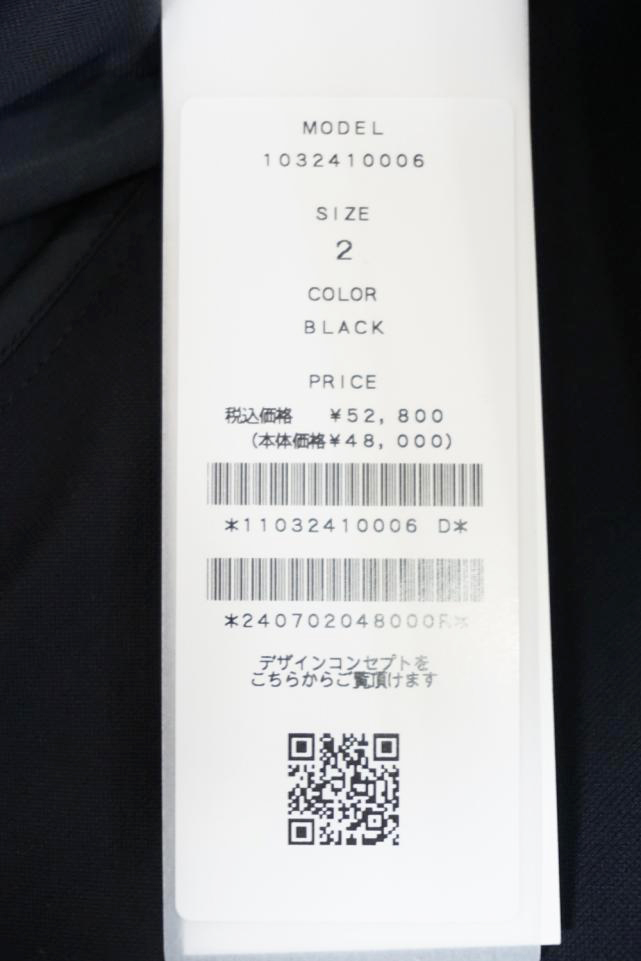 MODEL
1032410006
SIZE
2
COLOR
BLACK
PRICE
税込価格 ¥52,800
(本体価格¥48,000)
*11032410006 D*
*240702048000F*
デザインコンセプトを
こちらからご覧頂けます